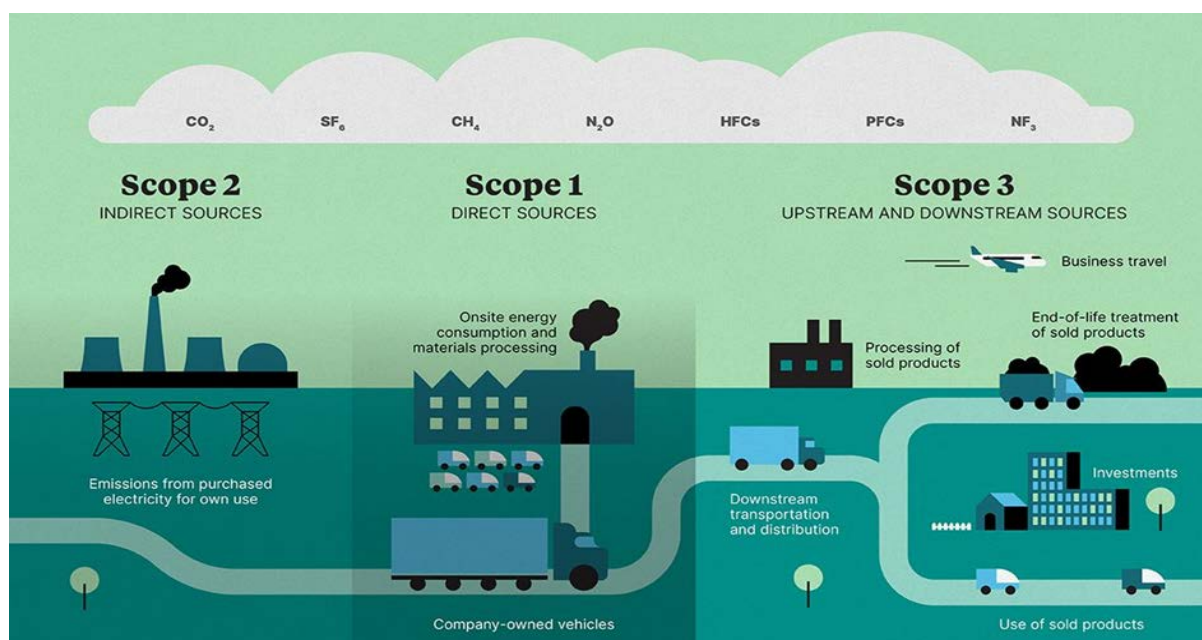 CO₂ SF₆ CH₄ N₂O HFCs PFCs NF₃
Scope 2
INDIRECT SOURCES
Emissions from purchased
electricity for own use
Scope 1
DIRECT SOURCES
Onsite energy
consumption and
materials processing
Company-owned vehicles
Scope 3
UPSTREAM AND DOWNSTREAM SOURCES
Business travel
Processing of
sold products
End-of-life treatment
of sold products
Downstream
transportation
and distribution
Investments
Use of sold products